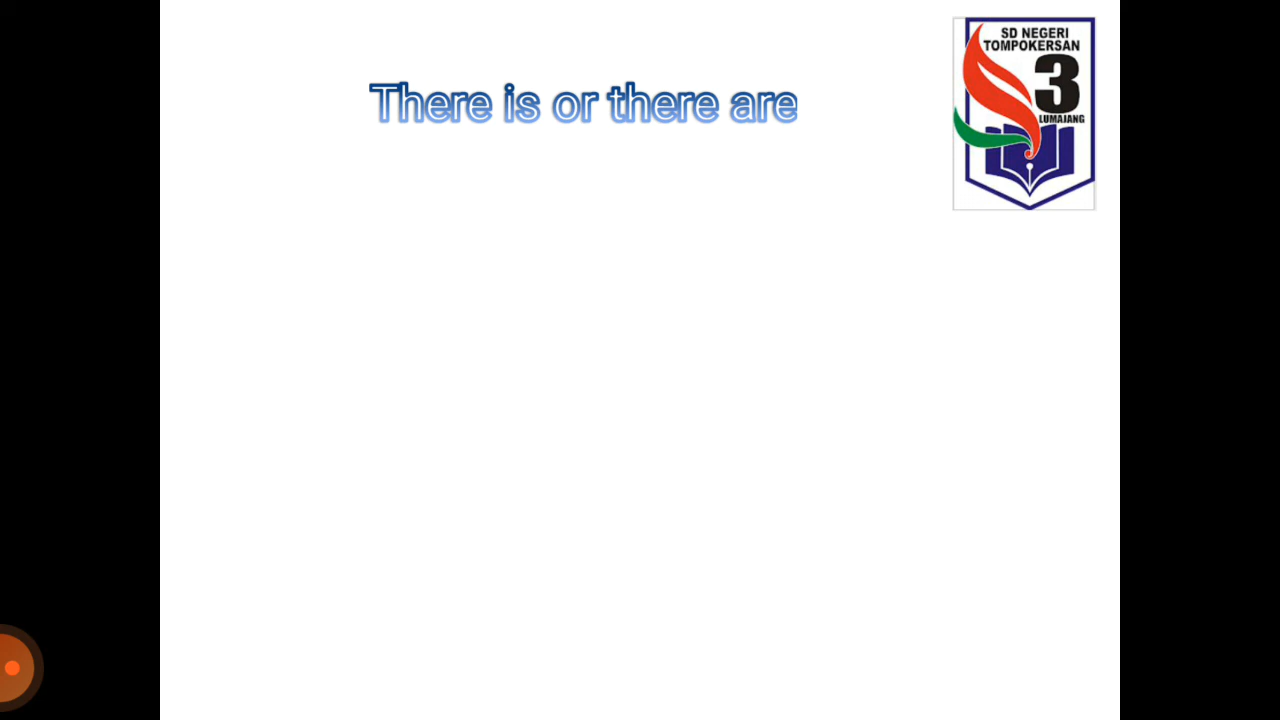 There is or there are
SD NEGERI
TOMPOKERSAN
3
LUMAJANG